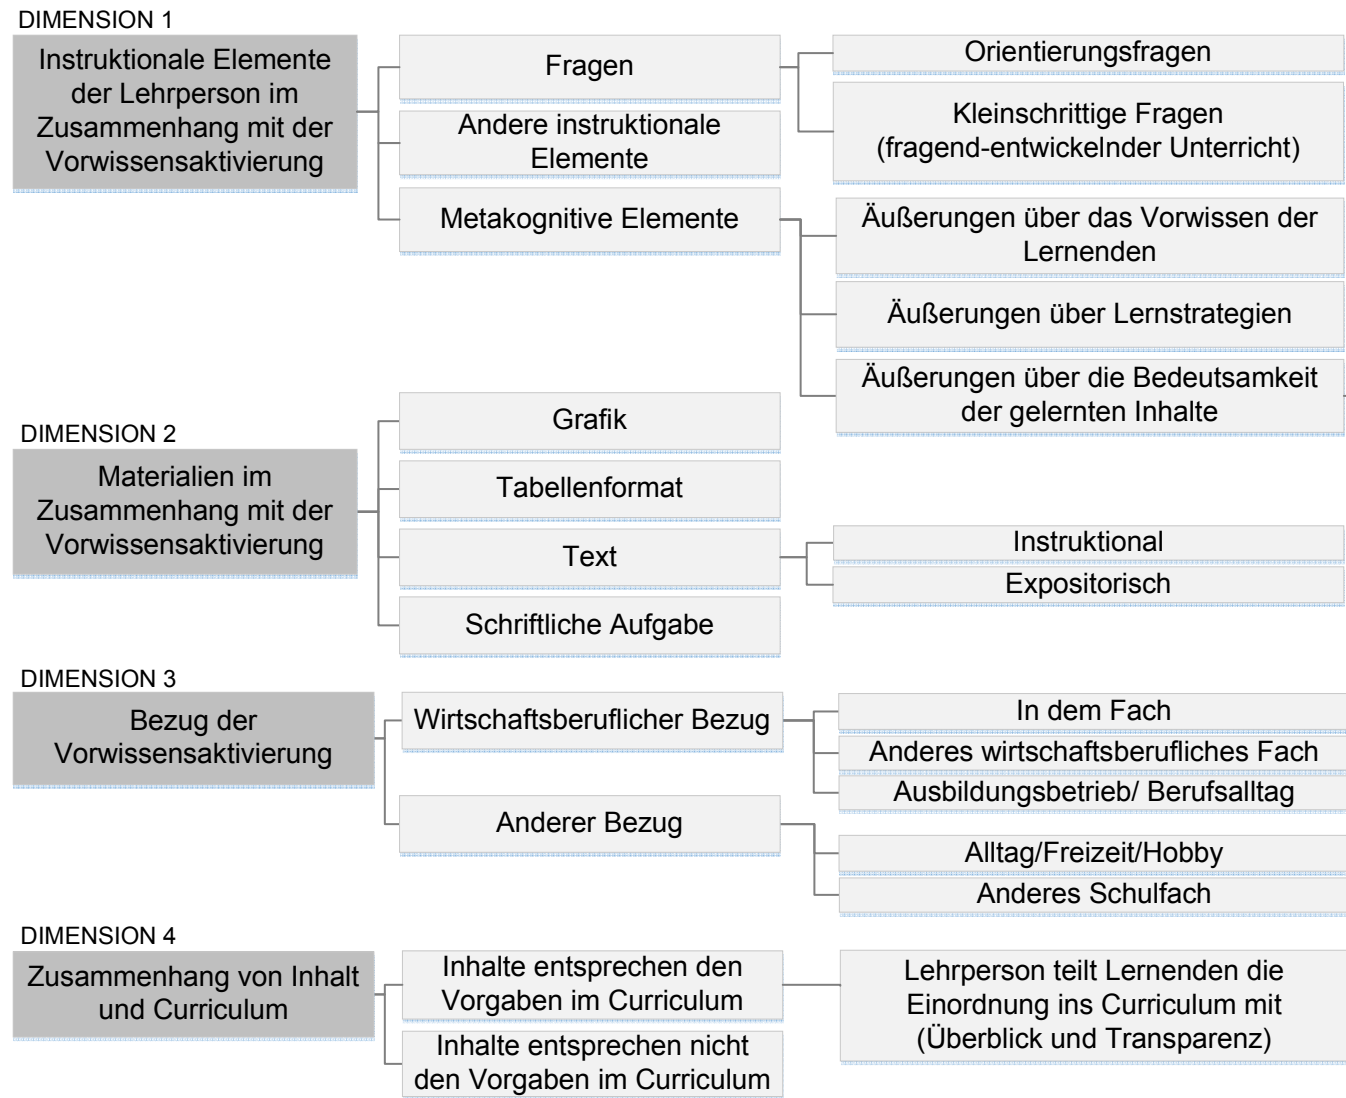 DIMENSION 1
Instruktionale Elemente
der Lehrperson im
Zusammenhang mit der
Vorwissensaktivierung
Fragen
Orientierungsfragen
Kleinschrittige Fragen
(fragend-entwickelnder Unterricht)
Andere instruktionale
Elemente
Metakognitive Elemente
Äußerungen über das Vorwissen der
Lernenden
Äußerungen über Lernstrategien
Äußerungen über die Bedeutsamkeit
der gelernten Inhalte
DIMENSION 2
Materialien im
Zusammenhang mit der
Vorwissensaktivierung
Grafik
Tabellenformat
Text
Instruktional
Expositorisch
Schriftliche Aufgabe
DIMENSION 3
Bezug der
Vorwissensaktivierung
Wirtschaftsberuflicher Bezug
In dem Fach
Anderes wirtschaftsberufliches Fach
Ausbildungsbetrieb/ Berufsalltag
Anderer Bezug
Alltag/Freizeit/Hobby
Anderes Schulfach
DIMENSION 4
Zusammenhang von Inhalt
und Curriculum
Inhalte entsprechen den
Vorgaben im Curriculum
Lehrperson teilt Lernenden die
Einordnung ins Curriculum mit
(Überblick und Transparenz)
Inhalte entsprechen nicht
den Vorgaben im Curriculum